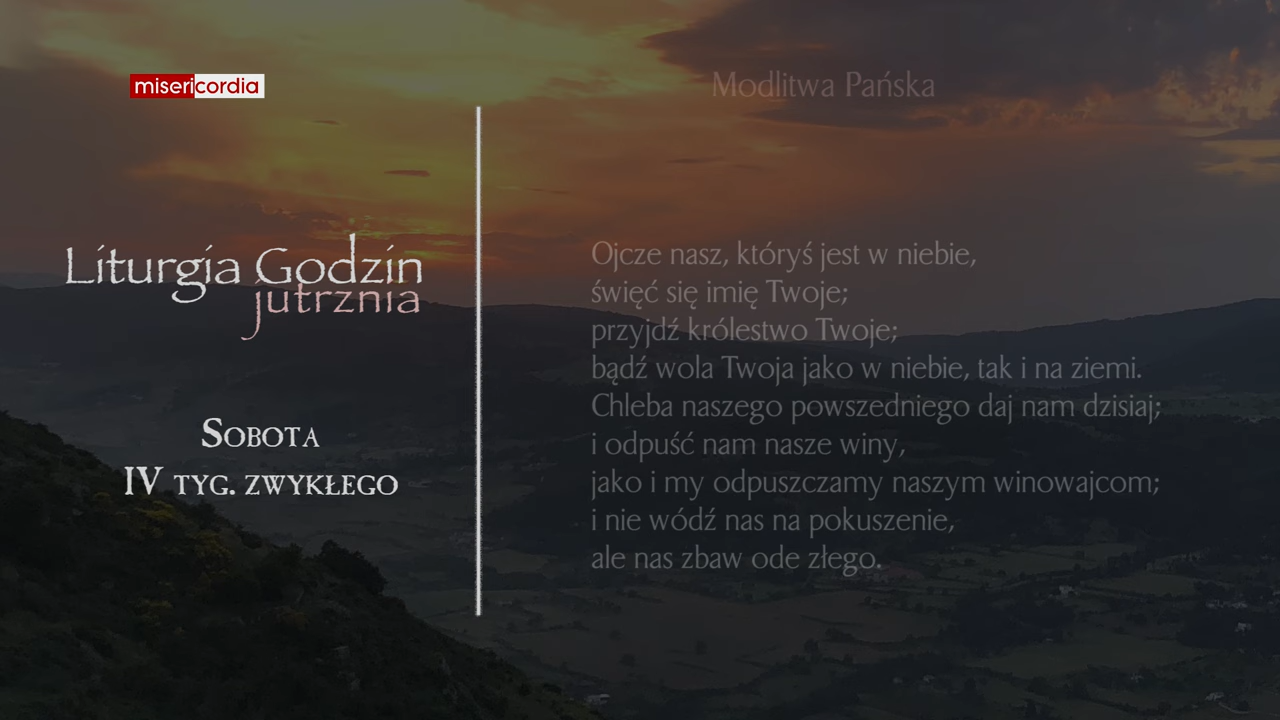 misericordia
Liturgia Godzin
jutrznia
Sobota
IV tyg. zwykłego
Modlitwa Pańska
Ojcze nasz, któryś jest w niebie,
święć się imię Twoje;
przyjdź królestwo Twoje;
bądź wola Twoja jako w niebie, tak i na ziemi.
Chleba naszego powszedniego daj nam dzisiaj;
i odpuść nam nasze winy,
jako i my odpuszczamy naszym winowajcom;
i nie wódź nas na pokuszenie,
ale nas zbaw ode złego.